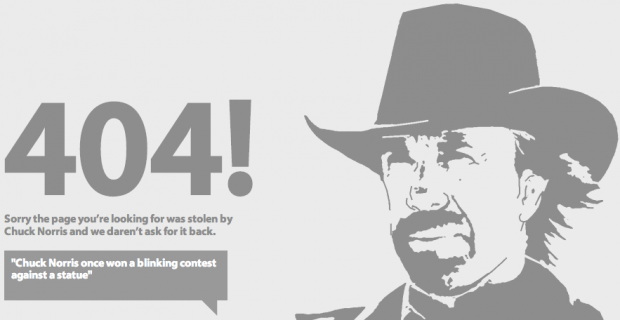 404!
Sorry the page you're looking for was stolen by
Chuck Norris and we daren't ask for it back.
"Chuck Norris once won a blinking contest
against a statue"